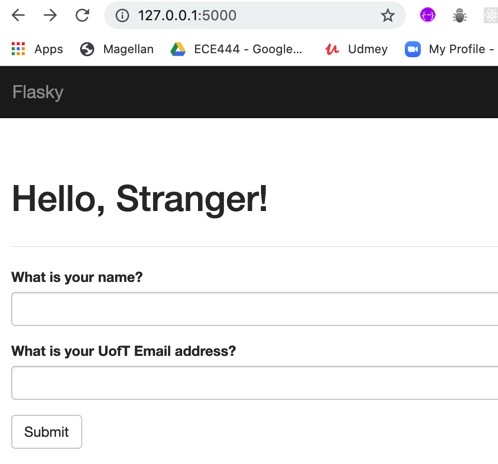 127.0.0.1:5000
Apps Magellan ECE444 - Google... Udmey My Profile -
Flasky
Hello, Stranger!
What is your name?
What is your UofT Email address?
Submit